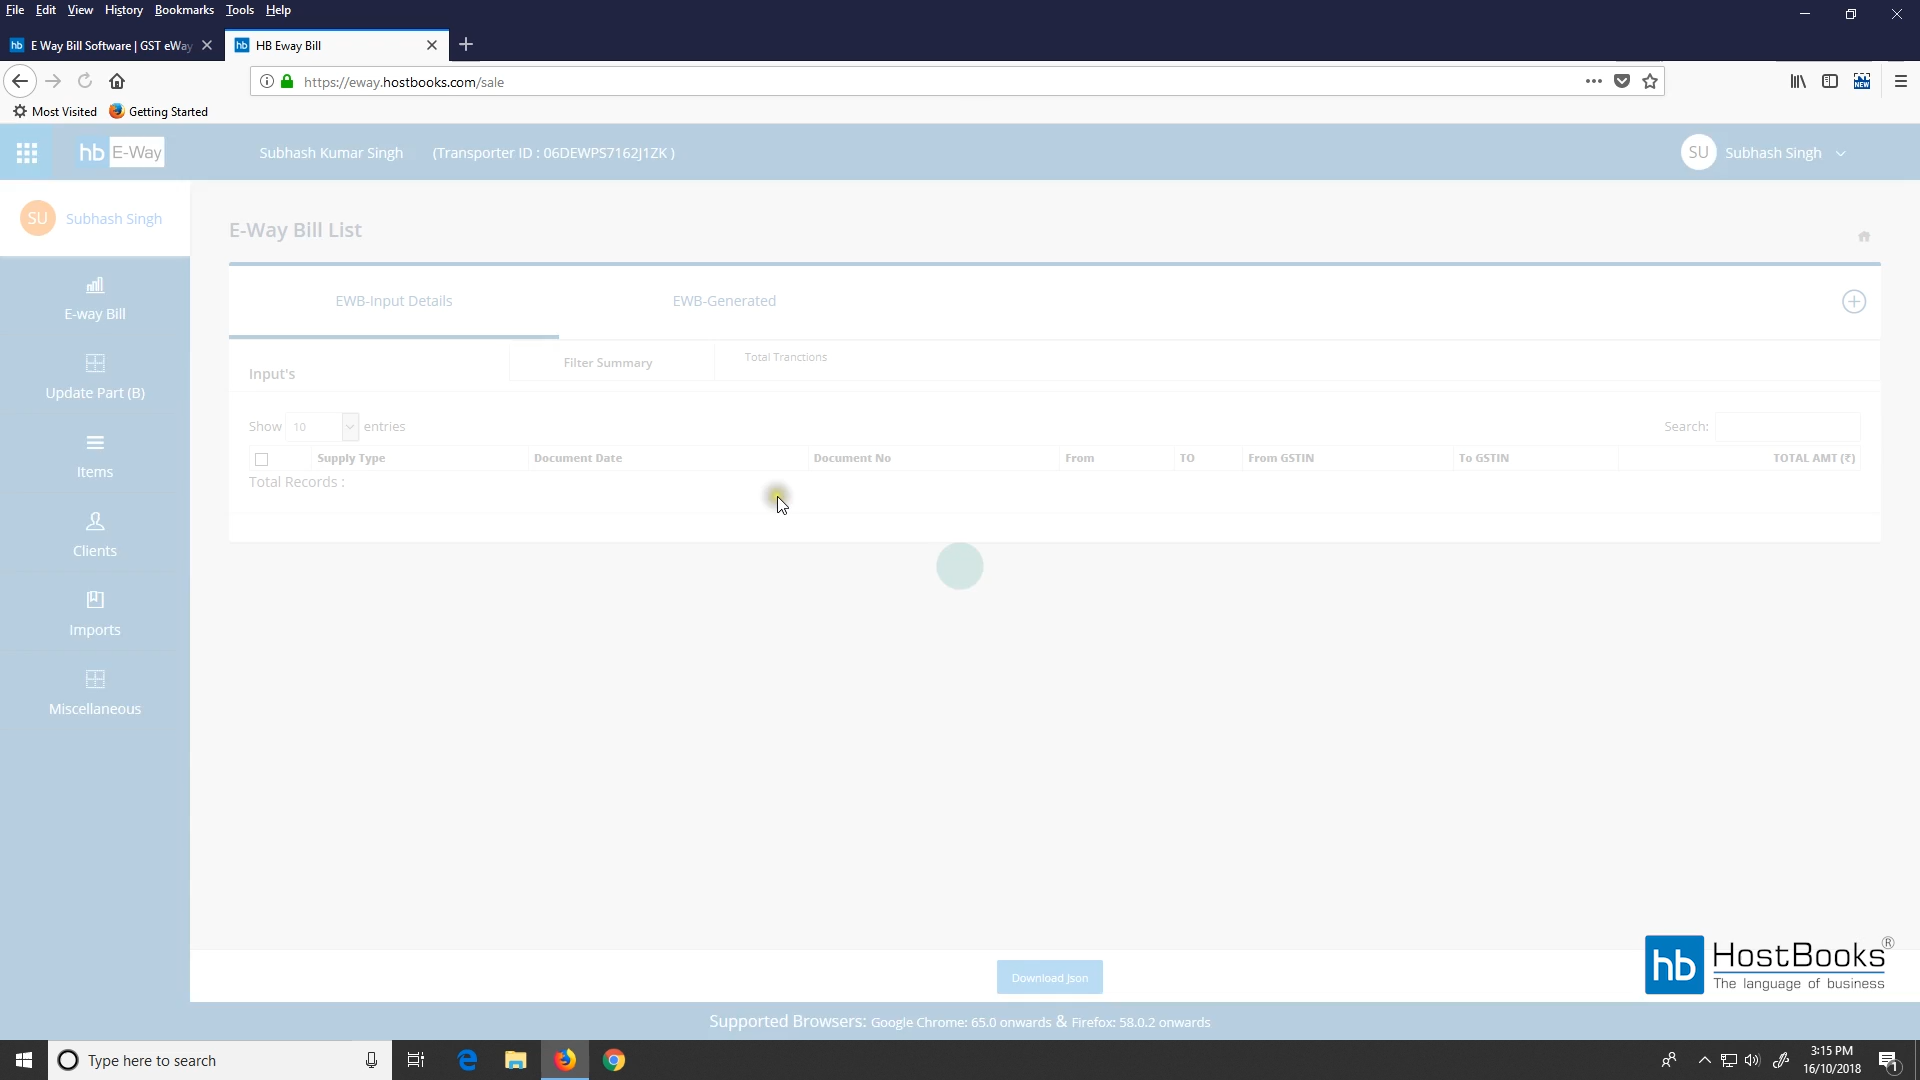 File Edit View History Bookmarks Tools Help
hb E Way Bill Software | GST eWay
hb HB Eway Bill
https://eway.hostbooks.com/sale
NEW
Most Visited Getting Started
hb E-Way
Subhash Kumar Singh (Transporter ID : 06DEWPS7162J1ZK )
SU Subhash Singh
SU Subhash Singh
E-way Bill
Update Part (B)
Items
Clients
Imports
Miscellaneous
E-Way Bill List
EWB-Input Details EWB-Generated
Input's Filter Summary Total Tranctions
Show 10 entries Search:
Supply Type Document Date Document No From TO From GSTIN To GSTIN TOTAL AMT (₹)
Total Records :
Download Json
hb HostBooks®
The language of business
Supported Browsers: Google Chrome: 65.0 onwards & Firefox: 58.0.2 onwards
Type here to search
3:15 PM
16/10/2018
1